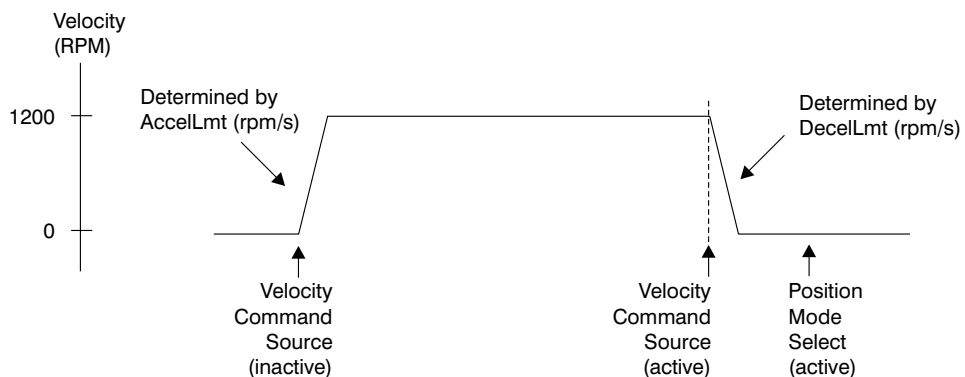 Velocity
(RPM)
1200
0
Determined by
AccelLmt (rpm/s)
Determined by
DecelLmt (rpm/s)
Velocity
Command
Source
(inactive)
Velocity
Command
Source
(active)
Position
Mode
Select
(active)